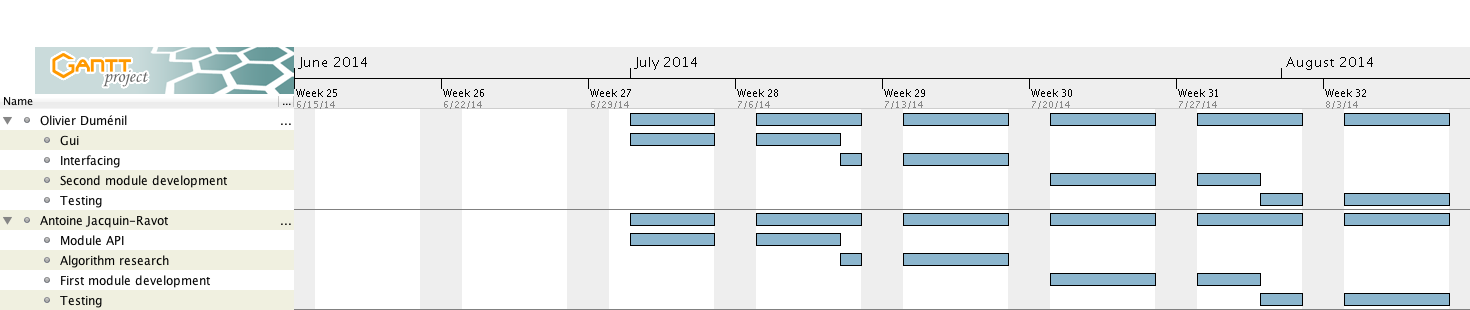 June 2014
July 2014
August 2014
GANTT
project
Week 25
Week 26
Week 27
Week 28
Week 29
Week 30
Week 31
Week 32
Name
...
6/15/14
6/22/14
6/29/14
7/6/14
7/13/14
7/20/14
7/27/14
8/3/14
Olivier Duménil
...
Gui
Interfacing
Second module development
Testing
Antoine Jacquin-Ravot
...
Module API
Algorithm research
First module development
Testing